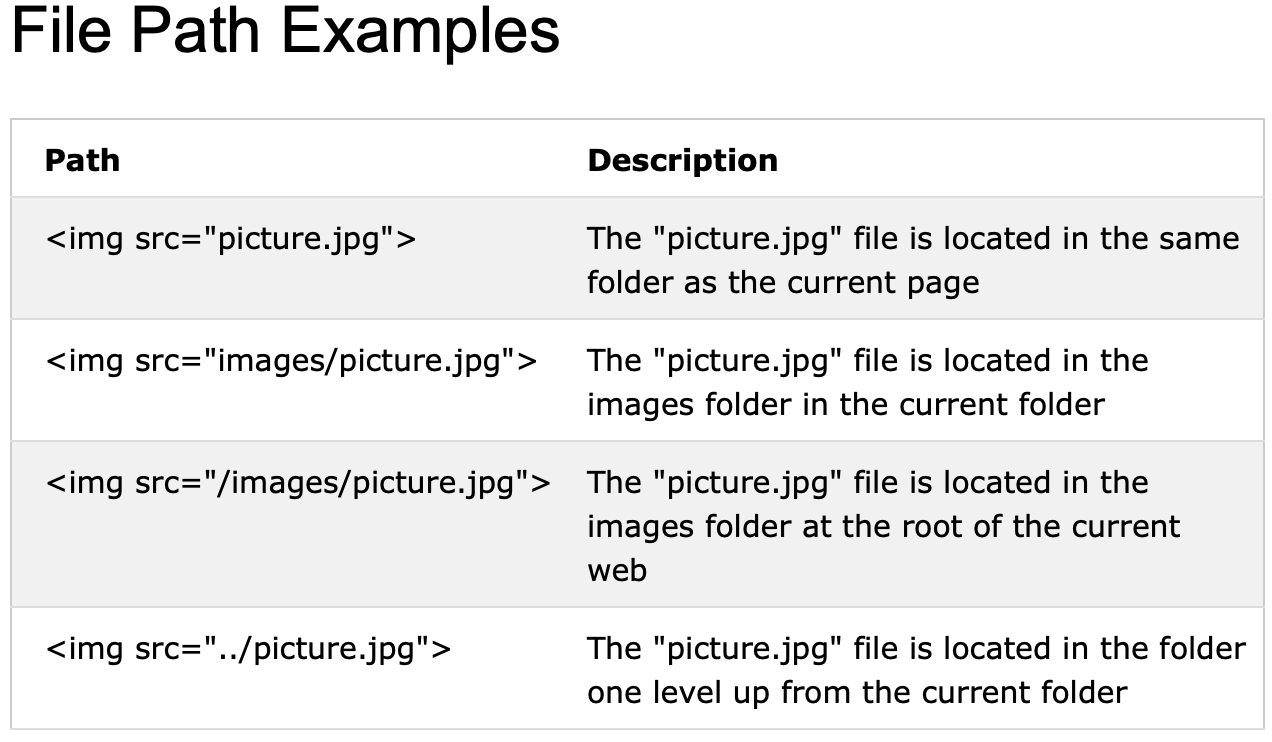 File Path Examples
Path Description
<img src="picture.jpg"> The "picture.jpg" file is located in the same
folder as the current page
<img src="images/picture.jpg"> The "picture.jpg" file is located in the
images folder in the current folder
<img src="/images/picture.jpg"> The "picture.jpg" file is located in the
images folder at the root of the current
web
<img src="../picture.jpg"> The "picture.jpg" file is located in the folder
one level up from the current folder